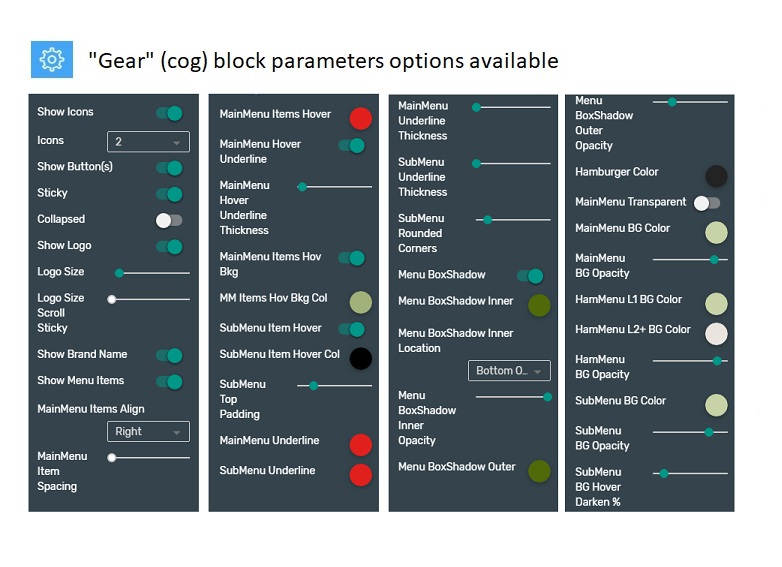 "Gear" (cog) block parameters options available
Show Icons
Icons
2
Show Button(s)
Sticky
Collapsed
Show Logo
Logo Size
Logo Size
Scroll
Sticky
Show Brand Name
Show Menu Items
MainMenu Items Align
Right
MainMenu
Item
Spacing
MainMenu Items Hover
MainMenu Hover
Underline
MainMenu
Hover
Underline
Thickness
MainMenu Items Hov
Bkg
MM Items Hov Bkg Col
SubMenu Item Hover
SubMenu Item Hover Col
SubMenu
Top
Padding
MainMenu Underline
SubMenu Underline
MainMenu
Underline
Thickness
SubMenu
Underline
Thickness
SubMenu
Rounded
Corners
Menu BoxShadow
Menu BoxShadow Inner
Menu BoxShadow Inner
Location
Bottom O...
Menu
BoxShadow
Inner
Opacity
Menu BoxShadow Outer
Menu
BoxShadow
Outer
Opacity
Hamburger Color
MainMenu Transparent
MainMenu BG Color
MainMenu
BG Opacity
HamMenu L1 BG Color
HamMenu L2+ BG Color
HamMenu
BG Opacity
SubMenu BG Color
SubMenu
BG Opacity
SubMenu
BG Hover
Darken %